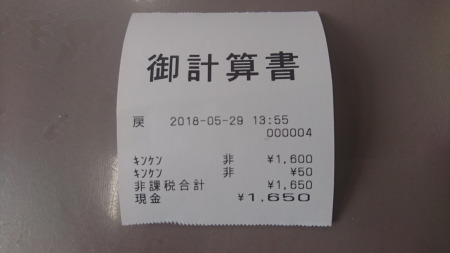 御計算書
戻 2018-05-29 13:55
000004
ｷﾝｹﾝ 非 ¥1,600
ｷﾝｹﾝ 非 ¥50
非課税合計 ¥1,650
現金 ¥1,650